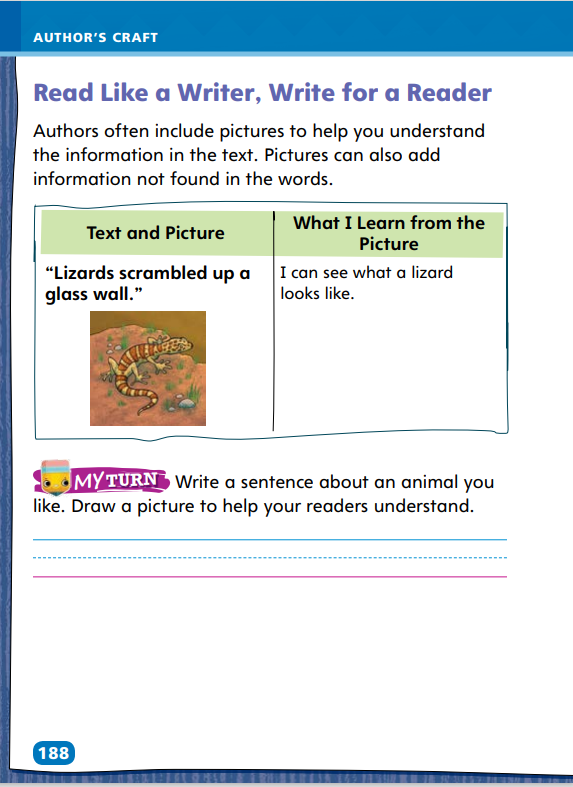 AUTHOR'S CRAFT
Read Like a Writer, Write for a Reader
Authors often include pictures to help you understand
the information in the text. Pictures can also add
information not found in the words.
Text and Picture
What I Learn from the
Picture
“Lizards scrambled up a
glass wall.”
I can see what a lizard
looks like.
MY TURN Write a sentence about an animal you
like. Draw a picture to help your readers understand.
188